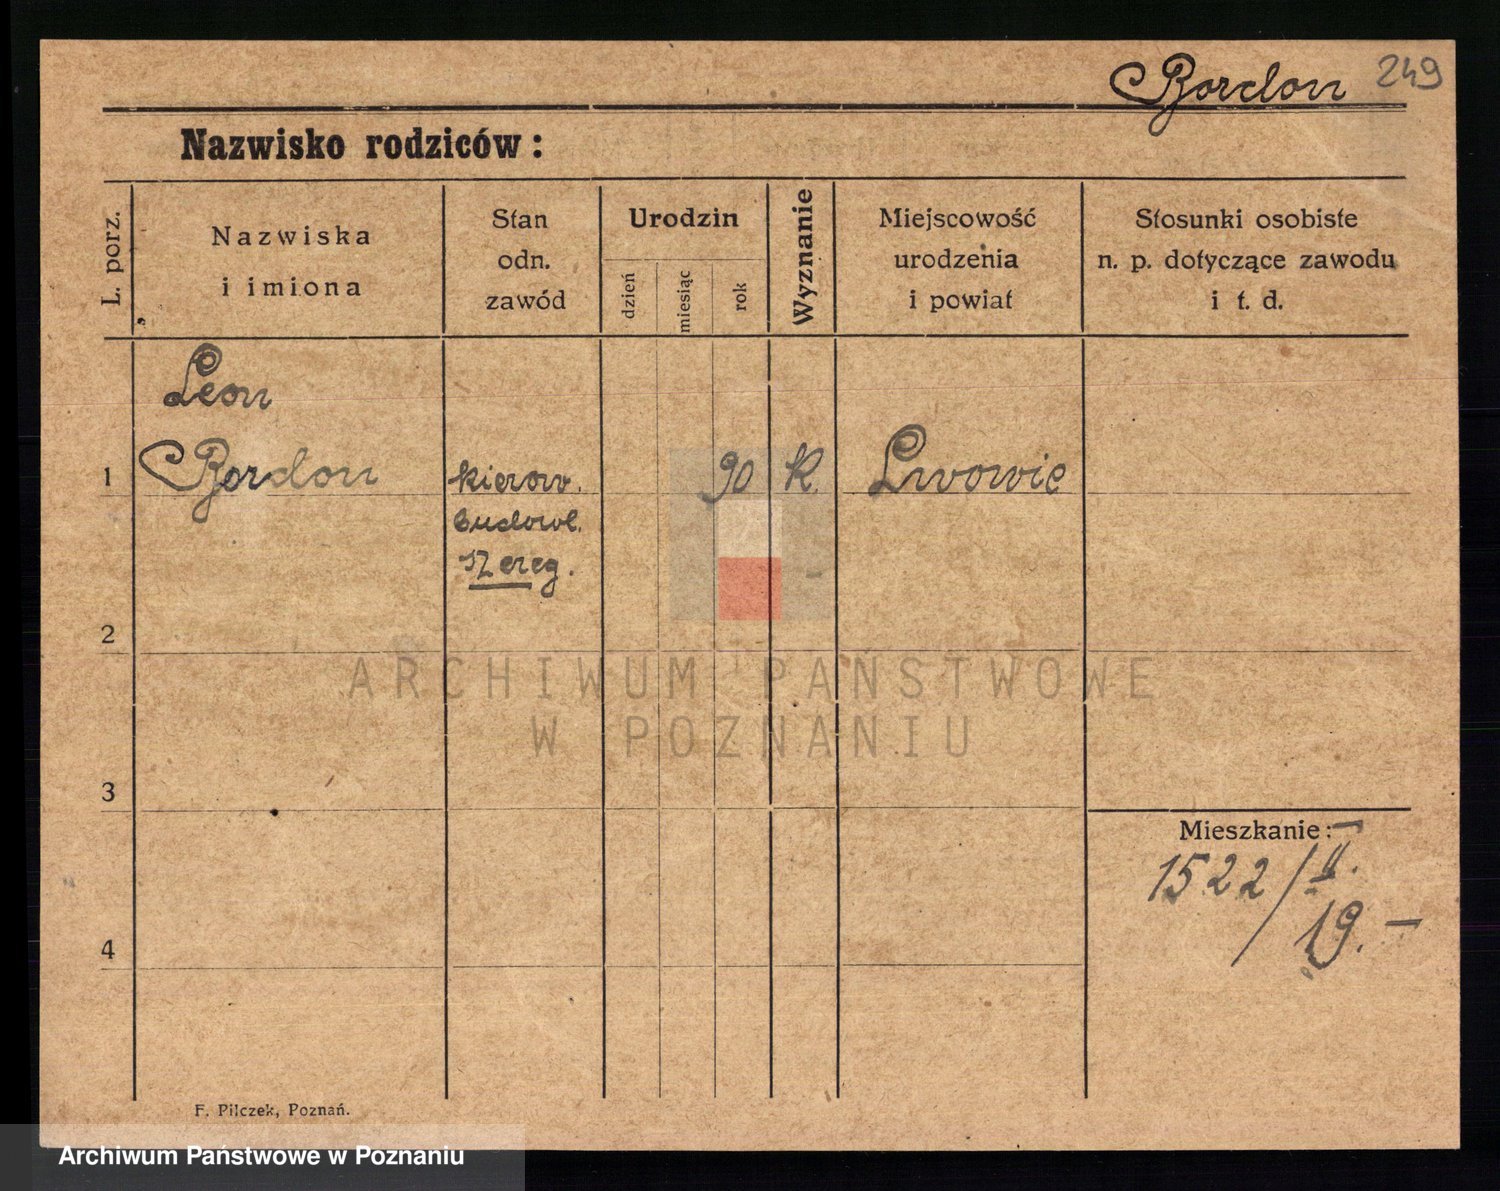 Bordon 249
Nazwisko rodziców:
L. porz.
Nazwiska
i imiona
Stan
odn.
zawód
Urodzin
dzień
miesiąc
rok
Wyznanie
Miejscowość
urodzenia
i powiat
Stosunki osobiste
n. p. dotyczące zawodu
i t. d.
Leon
1 Bordon kierow. 90 k. Lwowie
budowl.
szereg.
2
ARCHIWUM PAŃSTWOWE
W POZNANIU
3
Mieszkanie:
1522/II.
19.-
4
F. Pilczek, Poznań.
Archiwum Państwowe w Poznaniu